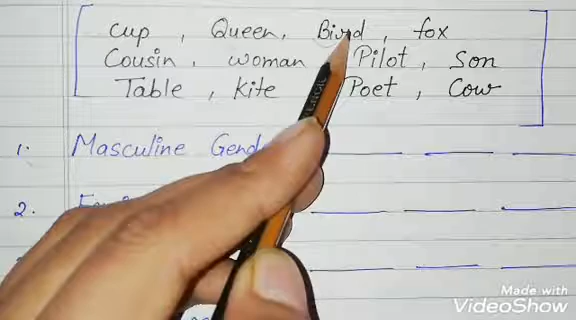 cup , Queen, Bird , fox
Cousin , woman Pilot , son
Table , kite Poet , Cow
1. Masculine Gend
2.
Made with
VideoShow